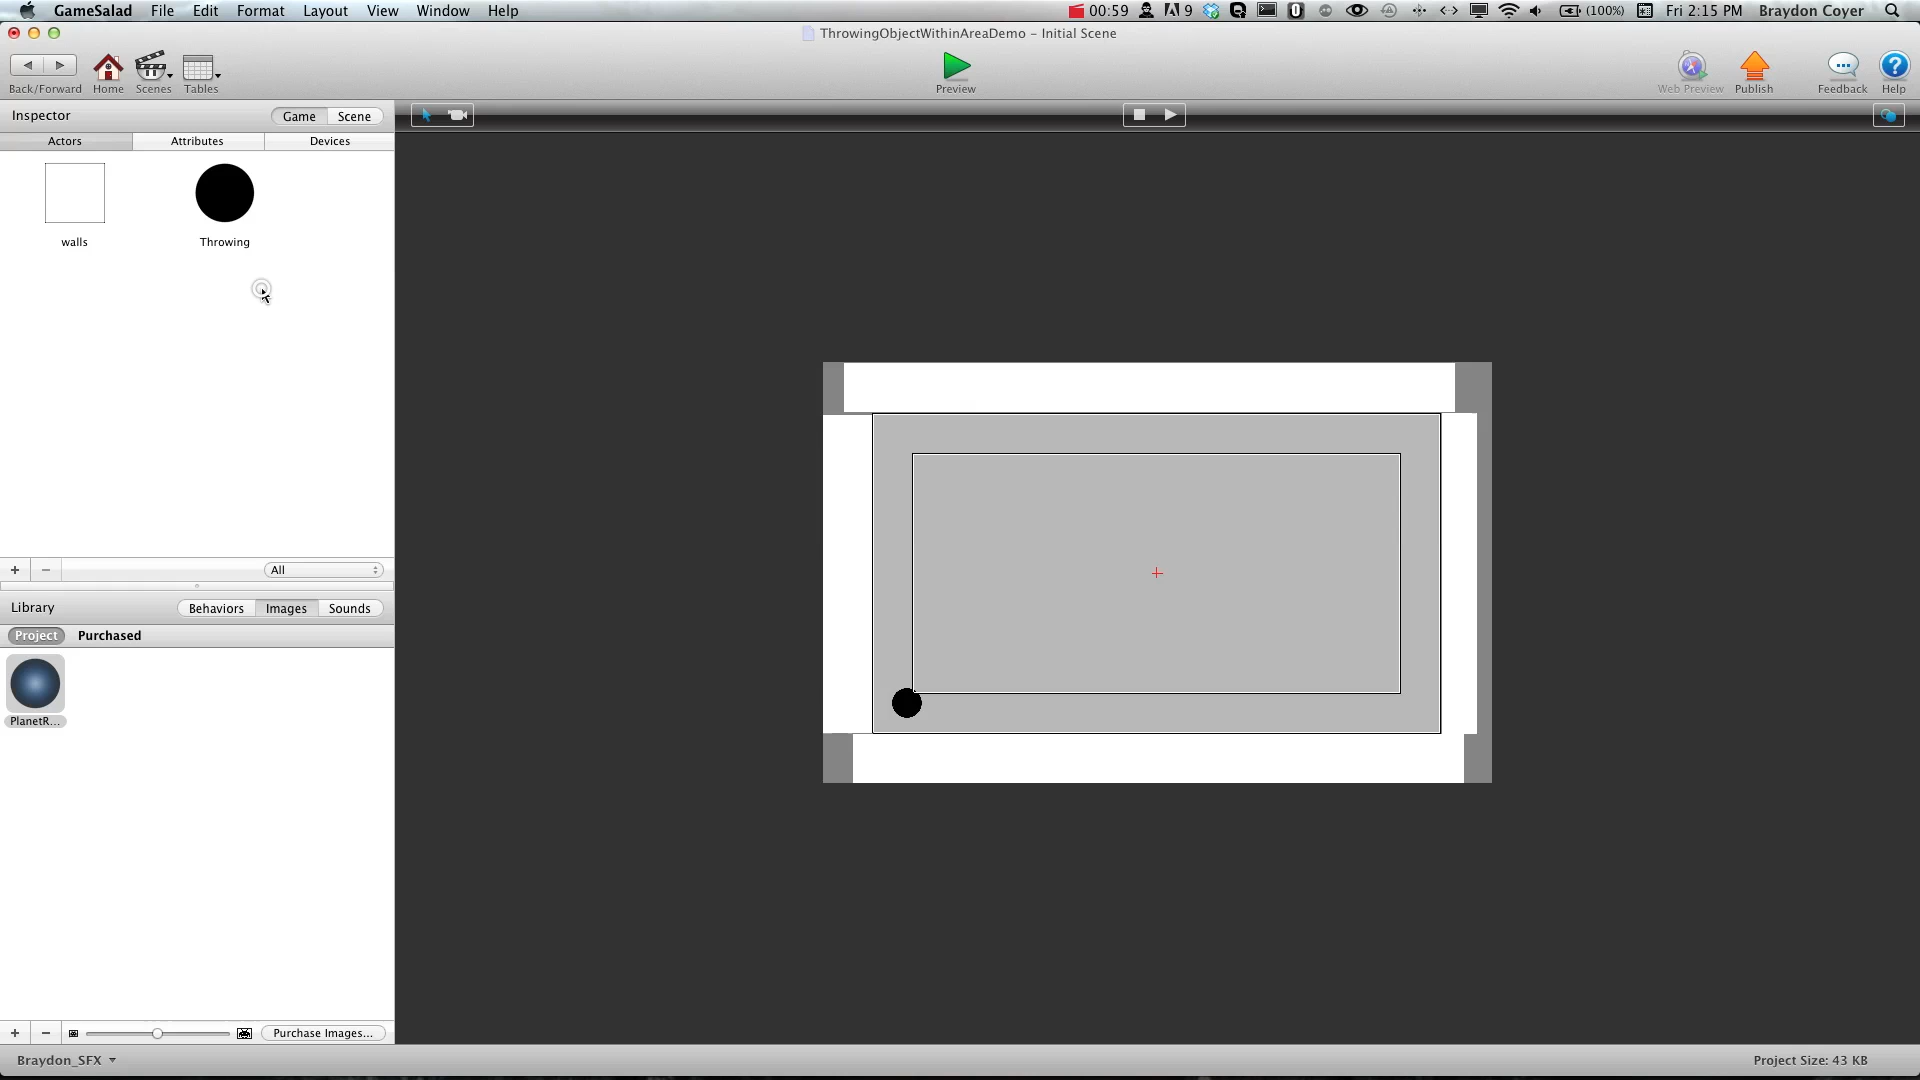 GameSalad File Edit Format Layout View Window Help 00:59 9 (100%) Fri 2:15 PM Braydon Coyer
ThrowingObjectWithinAreaDemo – Initial Scene
Back/Forward Home Scenes Tables Preview Web Preview Publish Feedback Help
Inspector Game Scene
Actors Attributes Devices
walls Throwing
+ − All
Library Behaviors Images Sounds
Project Purchased
PlanetR...
+ − Purchase Images...
Braydon_SFX Project Size: 43 KB